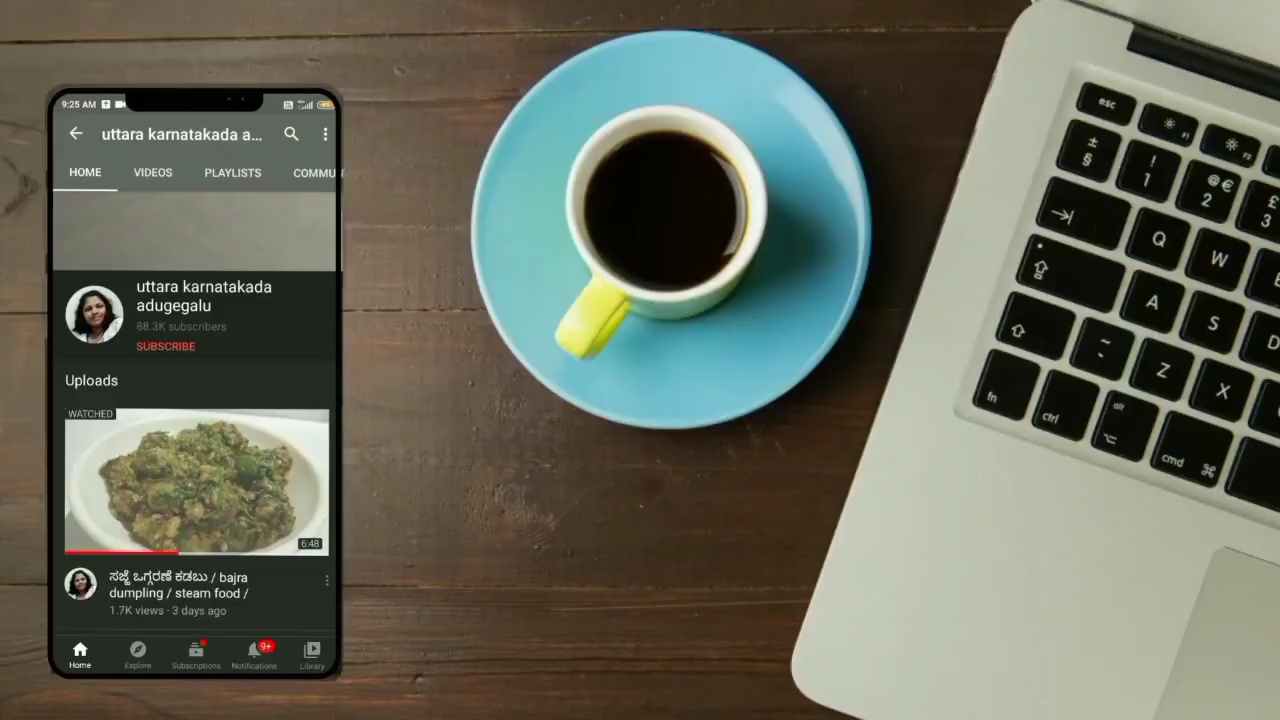 9:25 AM
uttara karnatakada a...
HOME VIDEOS PLAYLISTS COMMU
uttara karnatakada
adugegalu
88.3K subscribers
SUBSCRIBE
Uploads
WATCHED
6:48
ಸಜ್ಜೆ ಒಗ್ಗರಣೆ ಕಡಬು / bajra
dumpling / steam food /
1.7K views · 3 days ago
9+
Home Explore Subscriptions Notifications Library
esc F1 F2
± § ! 1 @ € 2 £ 3
Q W
A S D
~ Z X
fn ctrl alt cmd